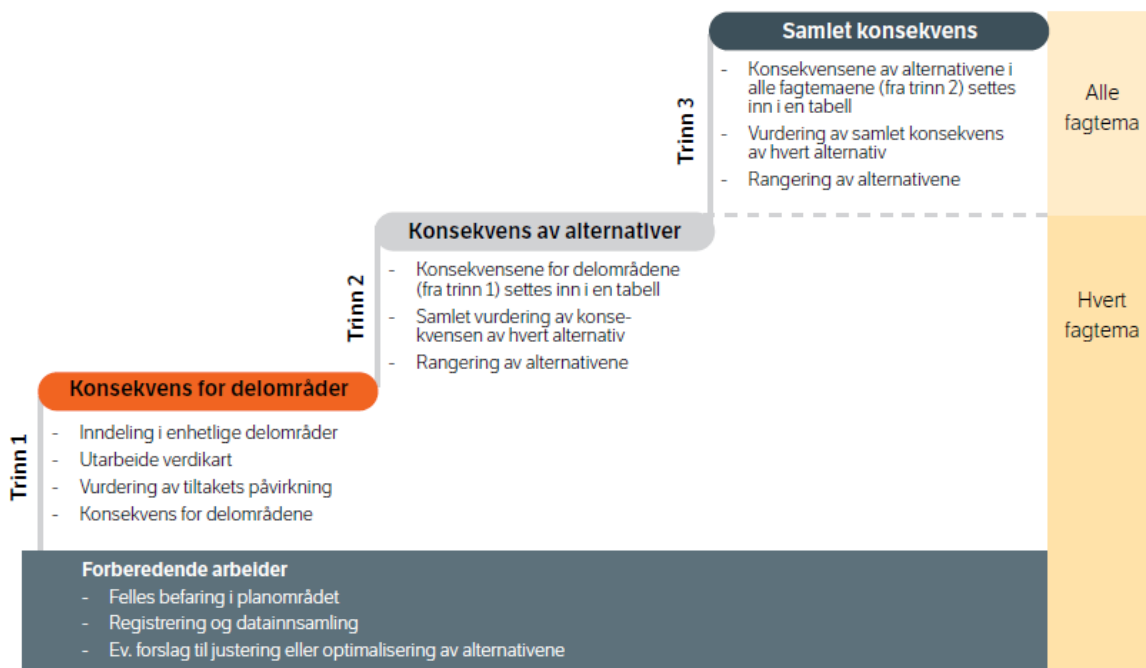 Samlet konsekvens
- Konsekvensene av alternativene i
alle fagtemaene (fra trinn 2) settes
inn i en tabell
- Vurdering av samlet konsekvens
av hvert alternativ
- Rangering av alternativene
Trinn 3
Alle
fagtema
Konsekvens av alternativer
- Konsekvensene for delområdene
(fra trinn 1) settes inn i en tabell
- Samlet vurdering av konse-
kvensen av hvert alternativ
- Rangering av alternativene
Trinn 2
Hvert
fagtema
Konsekvens for delområder
- Inndeling i enhetlige delområder
- Utarbeide verdikart
- Vurdering av tiltakets påvirkning
- Konsekvens for delområdene
Trinn 1
Forberedende arbeider
- Felles befaring i planområdet
- Registrering og datainnsamling
- Ev. forslag til justering eller optimalisering av alternativene